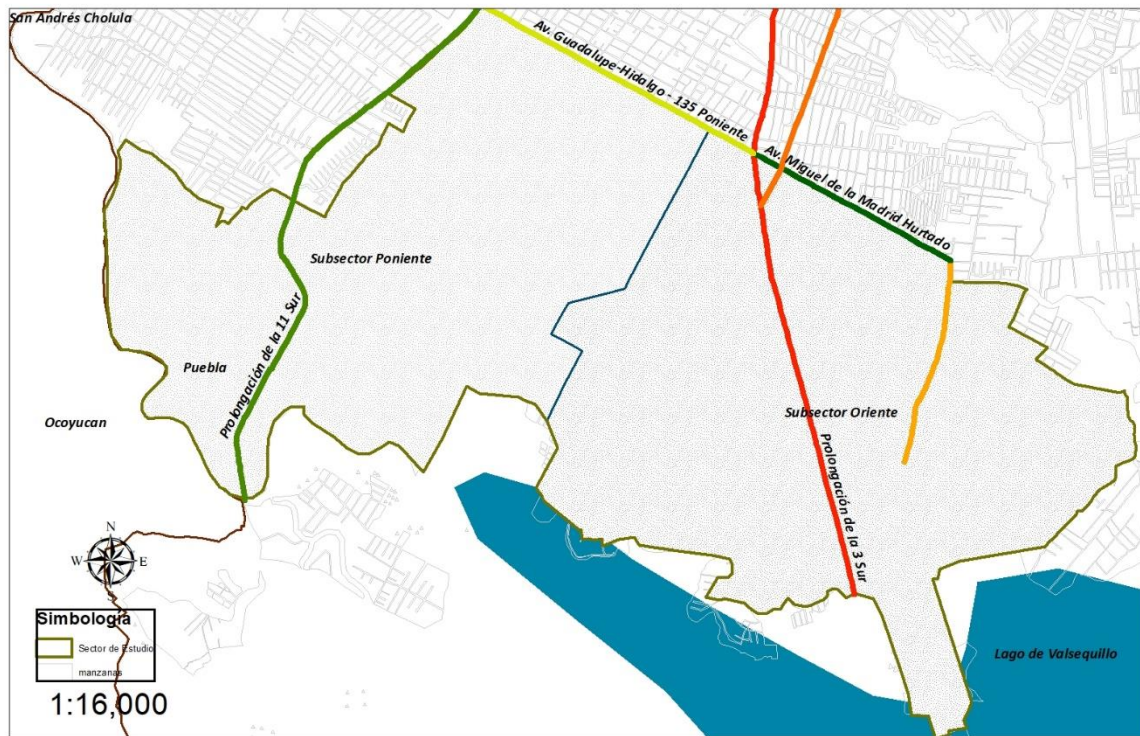 San Andrés Cholula
Av. Guadalupe-Hidalgo - 135 Poniente
Av. Miguel de la Madrid Hurtado
Subsector Poniente
Prolongación de la 11 Sur
Puebla
Ocoyucan
Subsector Oriente
Prolongación de la 3 Sur
N
W
E
S
Simbología
Sector de Estudio
manzanas
1:16,000
Lago de Valsequillo